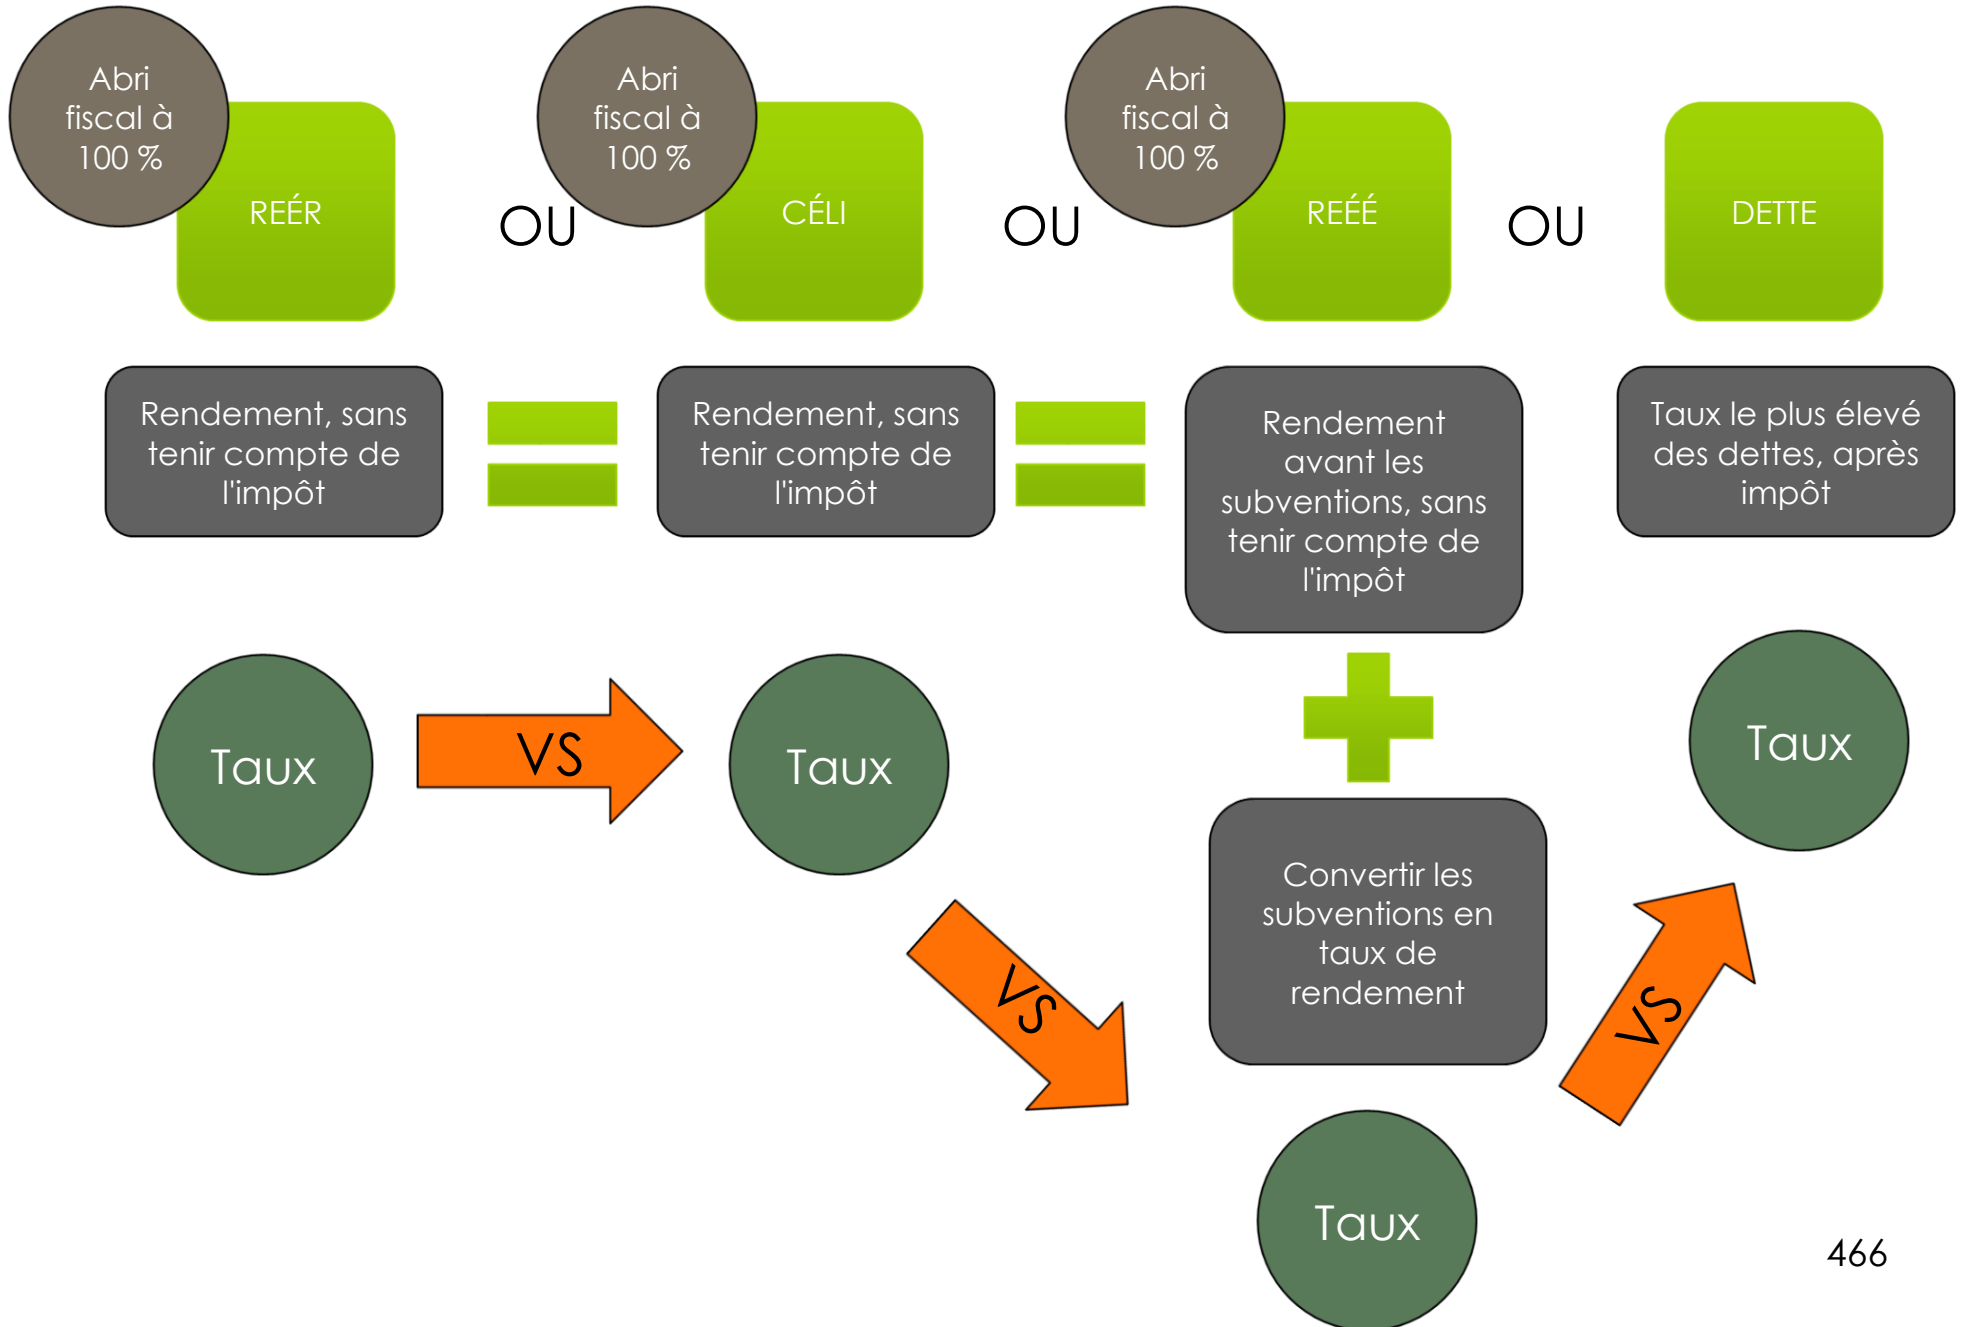 Abri
fiscal à
100 %
REÉR
OU
Abri
fiscal à
100 %
CÉLI
OU
Abri
fiscal à
100 %
REÉÉ
OU
DETTE
Rendement, sans
tenir compte de
l'impôt
Rendement, sans
tenir compte de
l'impôt
Rendement
avant les
subventions, sans
tenir compte de
l'impôt
Taux le plus élevé
des dettes, après
impôt
Taux
VS
Taux
VS
Convertir les
subventions en
taux de
rendement
Taux
VS
Taux
466